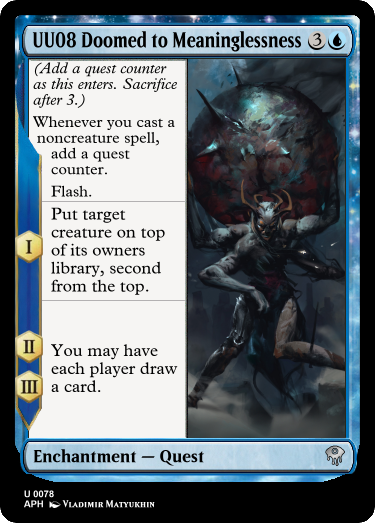 UU08 Doomed to Meaninglessness 3
(Add a quest counter
as this enters. Sacrifice
after 3.)
Whenever you cast a
noncreature spell,
add a quest
counter.
Flash.
I
Put target
creature on top
of its owners
library, second
from the top.
II
III
You may have
each player draw
a card.
Enchantment — Quest
U 0078
APH Vladimir Matyukhin